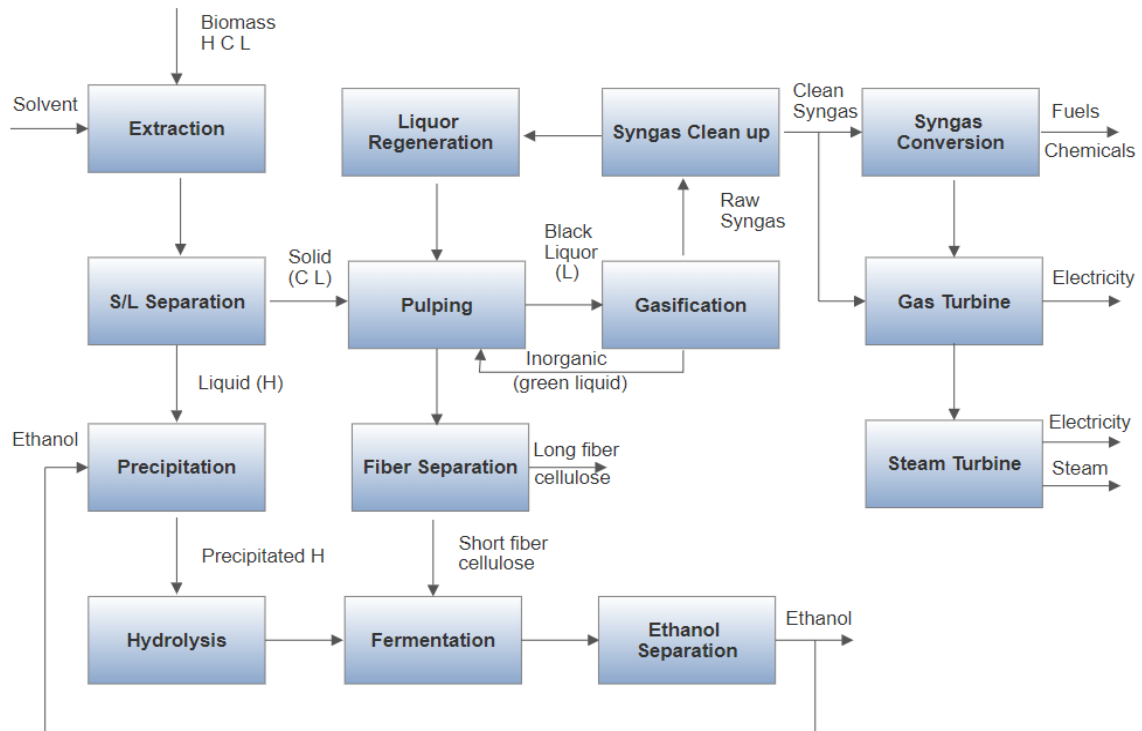 Biomass
H C L
Solvent
Extraction
Liquor
Regeneration
Syngas Clean up
Clean
Syngas
Syngas
Conversion
Fuels
Chemicals
Raw
Syngas
Black
Liquor
(L)
Solid
(C L)
S/L Separation
Pulping
Gasification
Gas Turbine
Electricity
Inorganic
(green liquid)
Liquid (H)
Ethanol
Precipitation
Fiber Separation
Long fiber
cellulose
Steam Turbine
Electricity
Steam
Precipitated H
Short fiber
cellulose
Hydrolysis
Fermentation
Ethanol
Separation
Ethanol